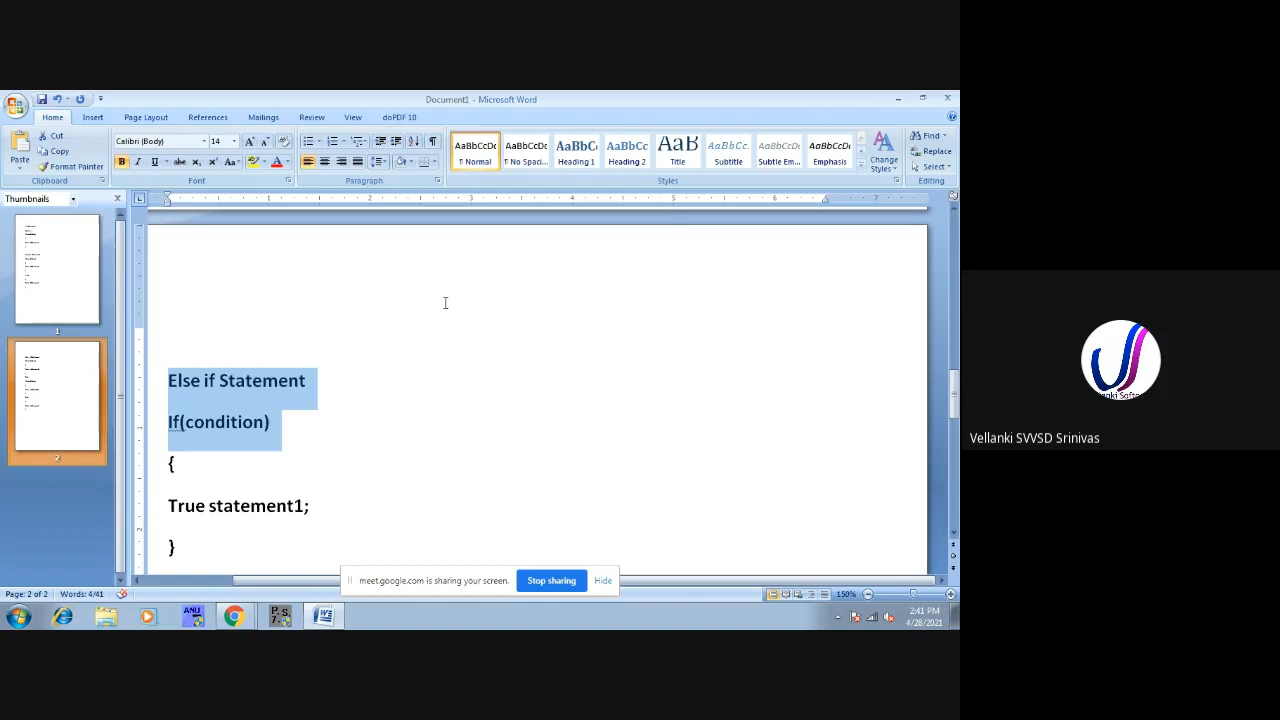 Document1 - Microsoft Word
Home Insert Page Layout References Mailings Review View doPDF 10
Paste Cut Copy Format Painter Clipboard
Calibri (Body) 14 Font
Paragraph
AaBbCcDc ¶ Normal
AaBbCcDc ¶ No Spaci...
AaBbC Heading 1
AaBbCc Heading 2
AaB Title
AaBbCc. Subtitle
AaBbCcDc Subtle Em...
AaBbCcDc Emphasis
Change Styles
Styles
Find Replace Select Editing
Thumbnails
1
2
Else if Statement
If(condition)
{
True statement1;
}
meet.google.com is sharing your screen. Stop sharing Hide
Page: 2 of 2 Words: 4/41 150%
2:41 PM
4/28/2021
Vellanki SVVSD Srinivas